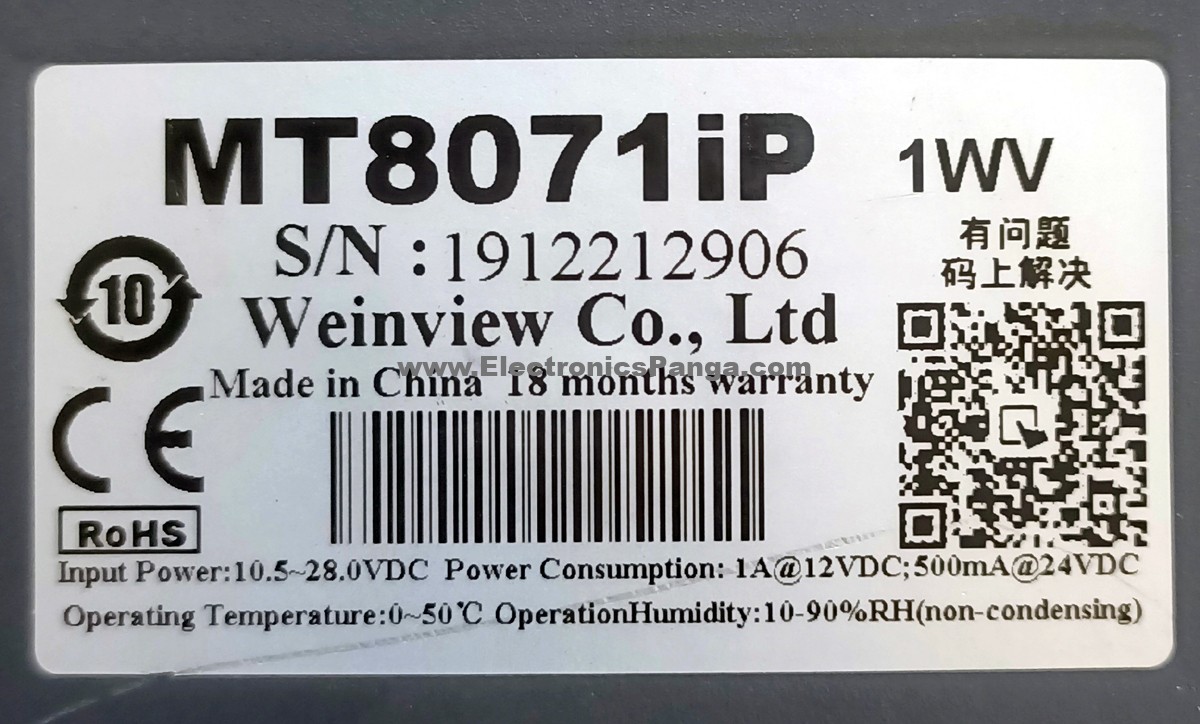 MT8071iP 1WV
S/N :1912212906
有问题
码上解决
10
Weinview Co., Ltd
www.ElectronicsPanga.com
Made in China 18 months warranty
CE
RoHS
Input Power:10.5~28.0VDC Power Consumption: 1A@12VDC;500mA@24VDC
Operating Temperature:0~50℃ OperationHumidity:10-90%RH(non-condensing)